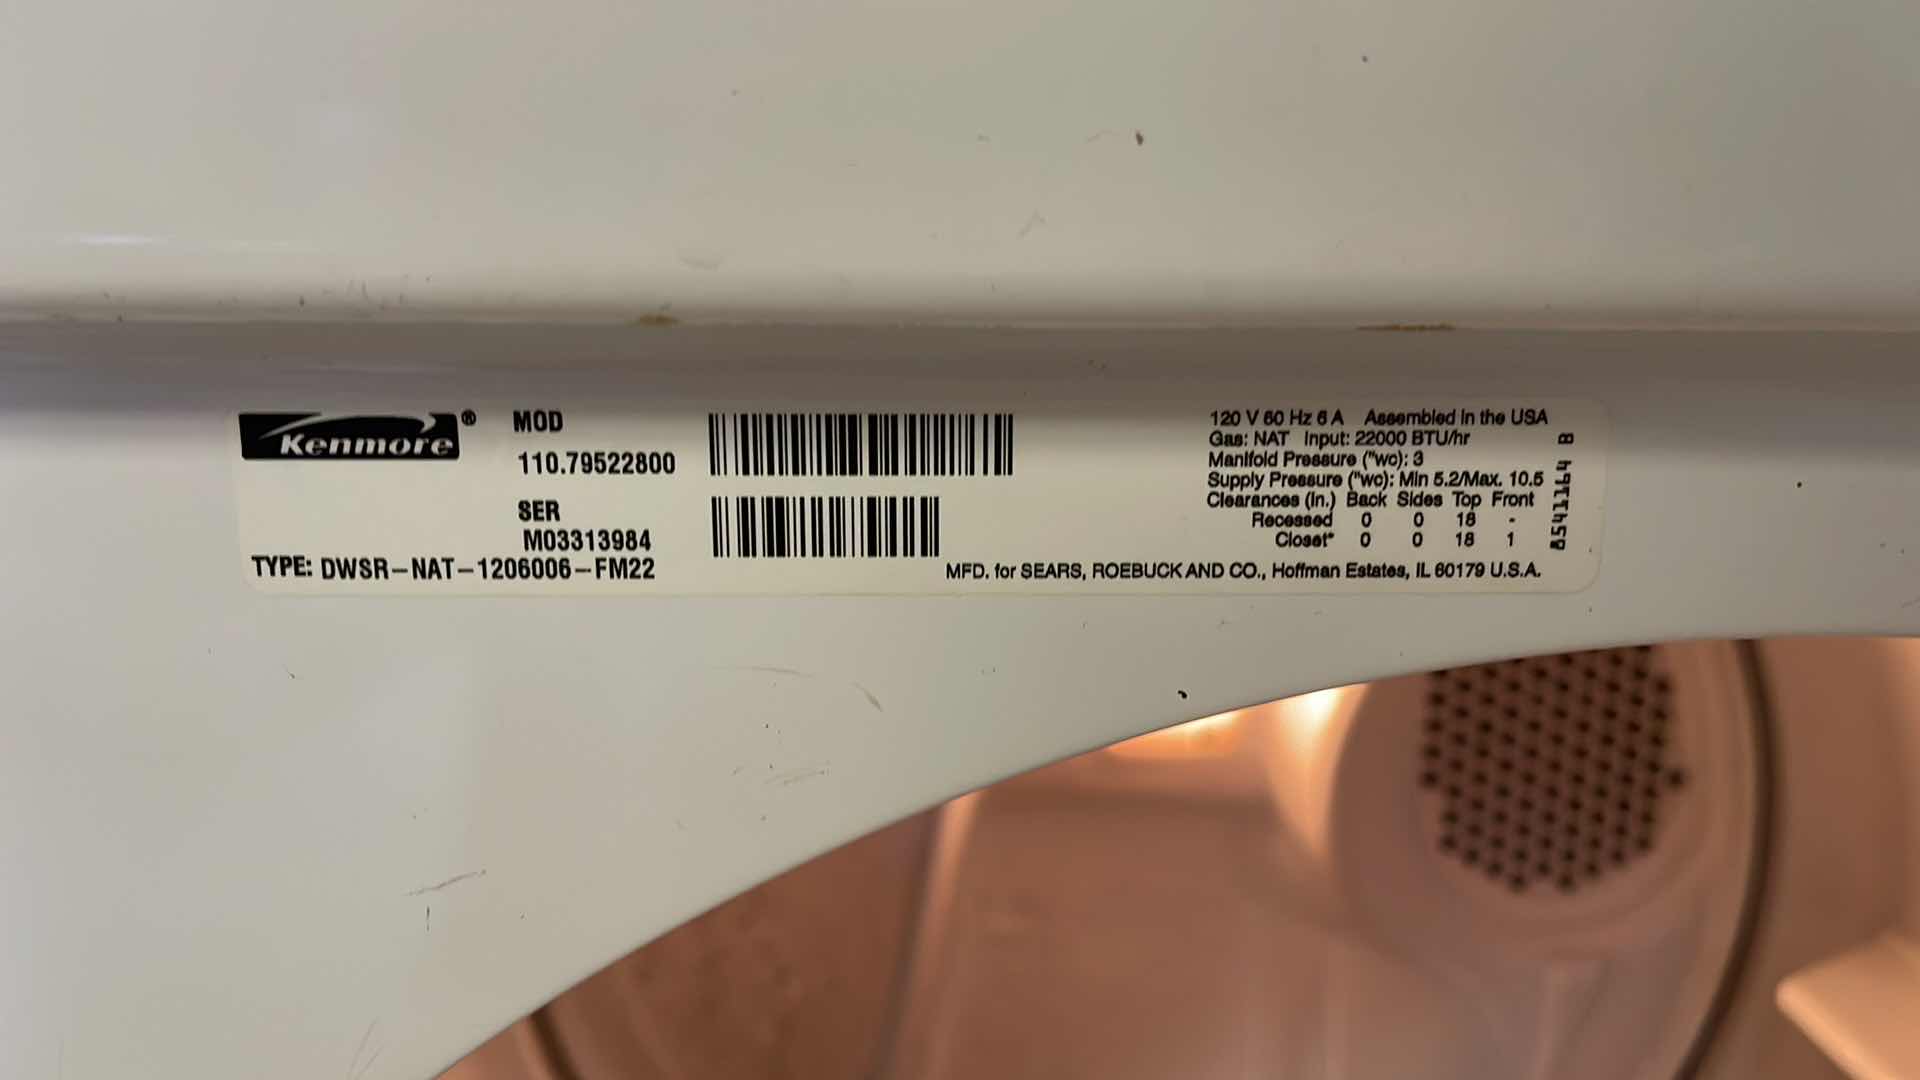 Kenmore®
MOD
110.79522800
SER
M03313984
TYPE: DWSR-NAT-1206006-FM22
120 V 60 Hz 6 A Assembled in the USA
Gas: NAT Input: 22000 BTU/hr
Manifold Pressure ("wc): 3
Supply Pressure ("wc): Min 5.2/Max. 10.5
Clearances (in.) Back Sides Top Front
Recessed 0 0 18 -
Closet* 0 0 18 1
MFD. for SEARS, ROEBUCK AND CO., Hoffman Estates, IL 60179 U.S.A.
8541164 B